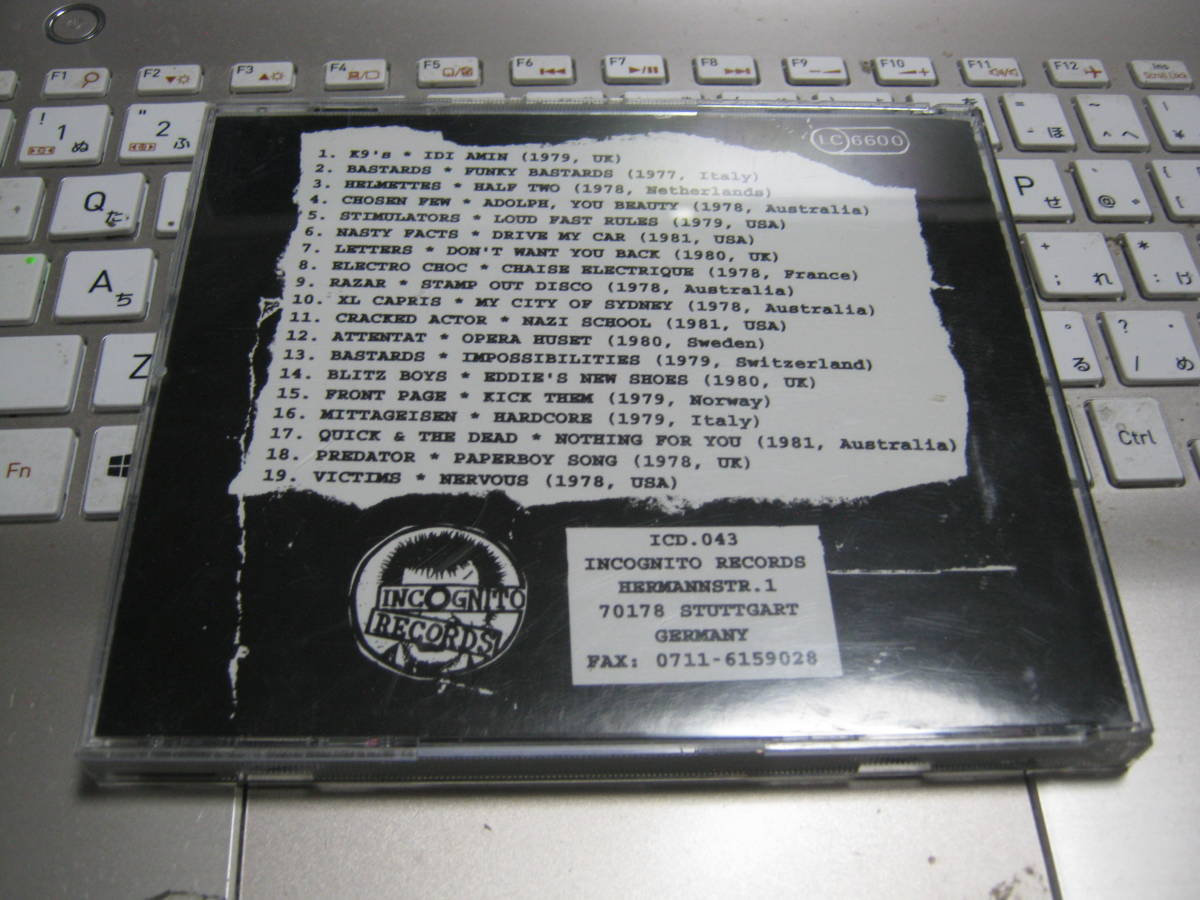 F1
F2
F3
F4
F5
F6
F7
F8
F9
F10
F11
F12
Ins
Scroll Lock
!
1 ぬ
"
2 ふ
=
- ほ
~
^ へ
|
¥
Q た
P せ
`
@
{
[
A ち
+
; れ
*
: け
Z
る
?
/ め
Fn
Ctrl
LC 6600
1. K9's * IDI AMIN (1979, UK)
2. BASTARDS * FUNKY BASTARDS (1977, Italy)
3. HELMETTES * HALF TWO (1978, Netherlands)
4. CHOSEN FEW * ADOLPH, YOU BEAUTY (1978, Australia)
5. STIMULATORS * LOUD FAST RULES (1979, USA)
6. NASTY FACTS * DRIVE MY CAR (1981, USA)
7. LETTERS * DON'T WANT YOU BACK (1980, UK)
8. ELECTRO CHOC * CHAISE ELECTRIQUE (1978, France)
9. RAZAR * STAMP OUT DISCO (1978, Australia)
10. XL CAPRIS * MY CITY OF SYDNEY (1978, Australia)
11. CRACKED ACTOR * NAZI SCHOOL (1981, USA)
12. ATTENTAT * OPERA HUSET (1980, Sweden)
13. BASTARDS * IMPOSSIBILITIES (1979, Switzerland)
14. BLITZ BOYS * EDDIE'S NEW SHOES (1980, UK)
15. FRONT PAGE * KICK THEM (1979, Norway)
16. MITTAGEISEN * HARDCORE (1979, Italy)
17. QUICK & THE DEAD * NOTHING FOR YOU (1981, Australia)
18. PREDATOR * PAPERBOY SONG (1978, UK)
19. VICTIMS * NERVOUS (1978, USA)
INCOGNITO
RECORDS
ICD.043
INCOGNITO RECORDS
HERMANNSTR.1
70178 STUTTGART
GERMANY
FAX: 0711-6159028